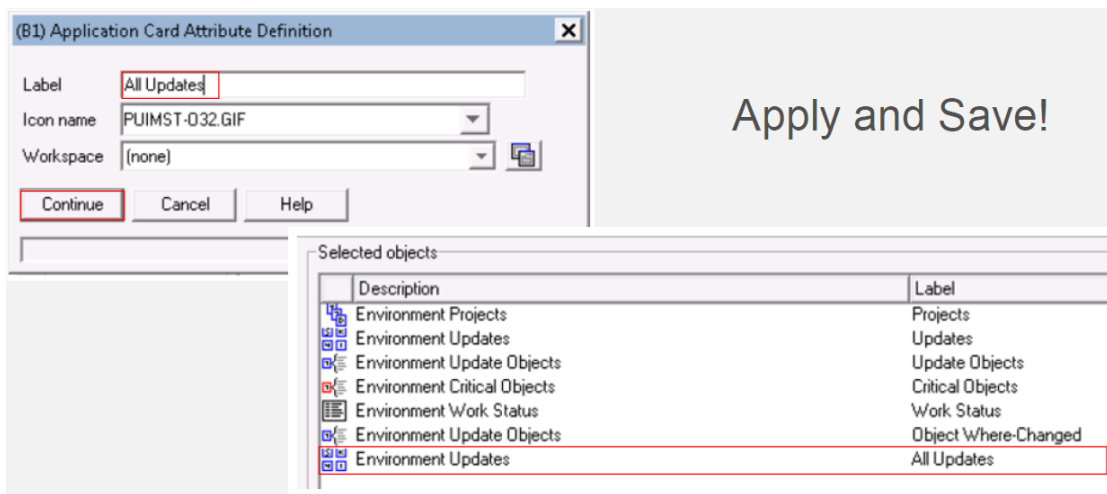 (B1) Application Card Attribute Definition
Label All Updates
Icon name PUIMST-032.GIF
Workspace (none)
Continue Cancel Help
Apply and Save!
Selected objects
Description Label
Environment Projects Projects
Environment Updates Updates
Environment Update Objects Update Objects
Environment Critical Objects Critical Objects
Environment Work Status Work Status
Environment Update Objects Object Where-Changed
Environment Updates All Updates